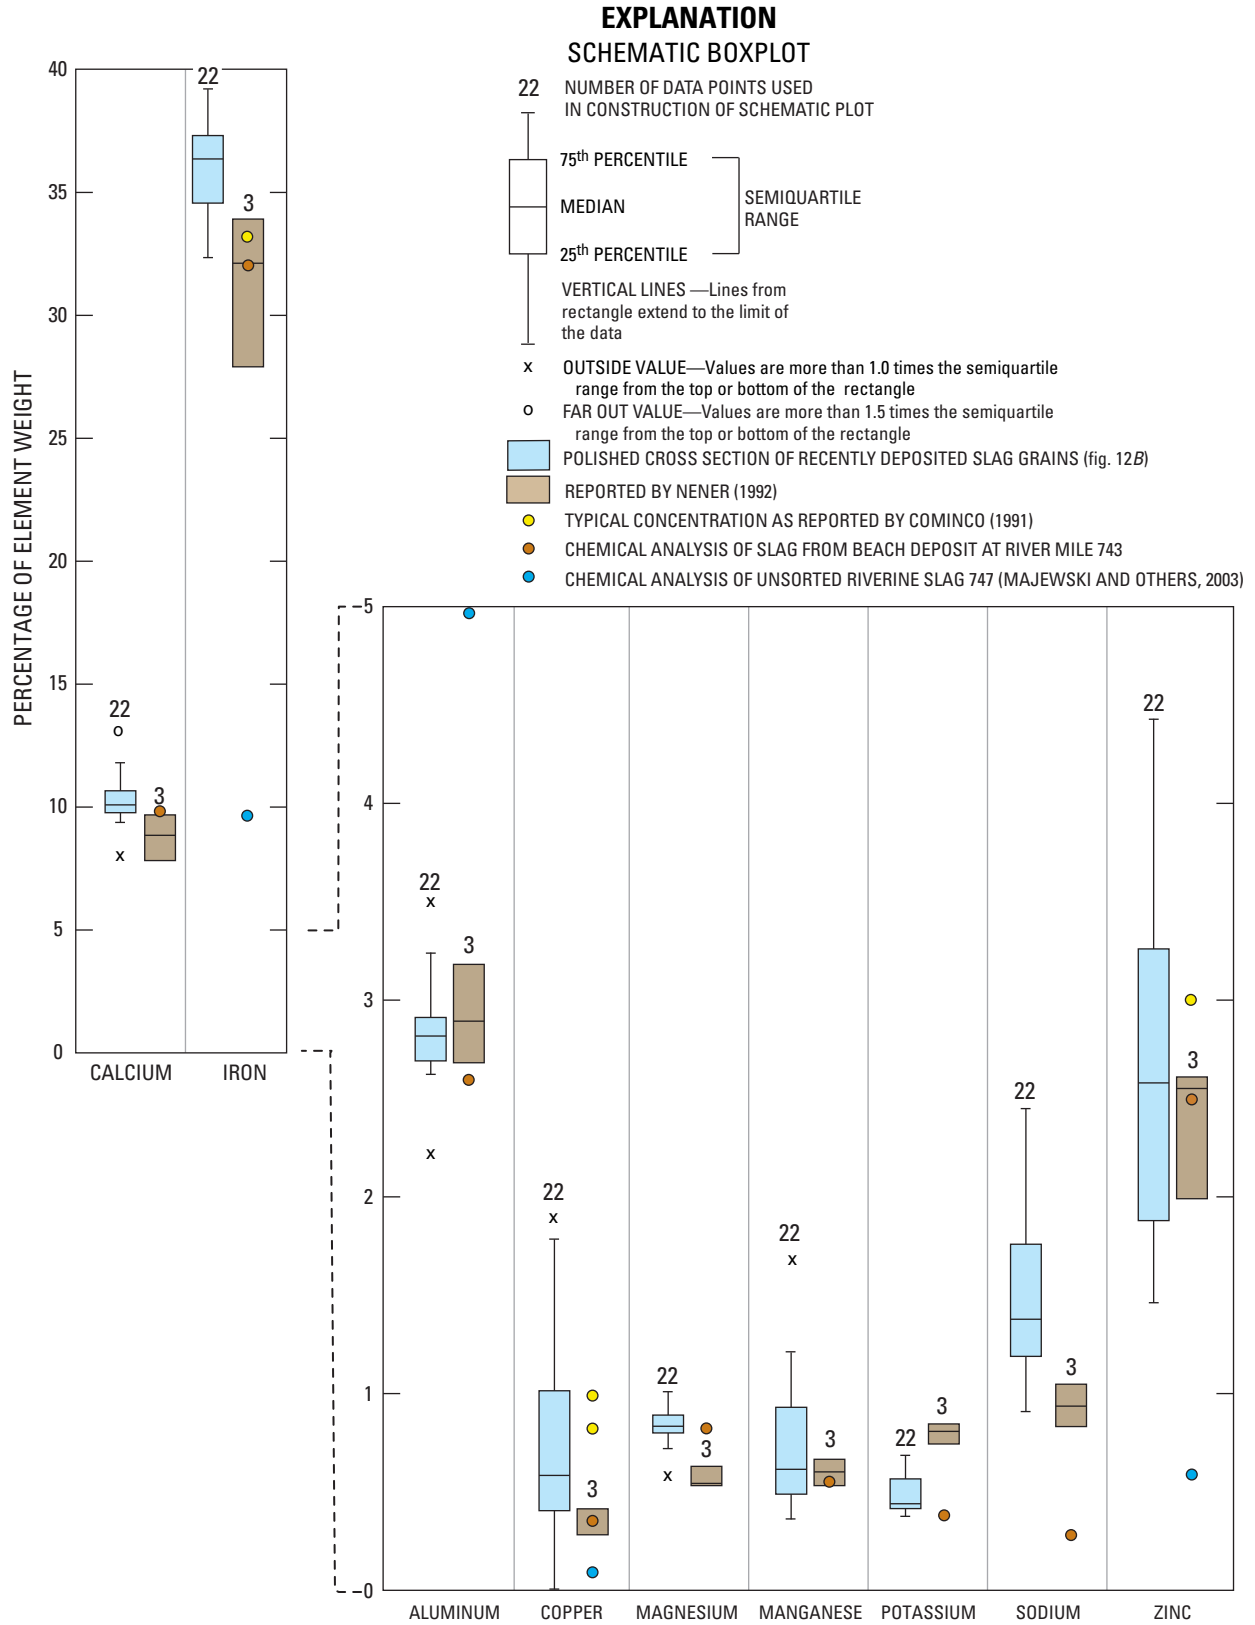 EXPLANATION
SCHEMATIC BOXPLOT
22 NUMBER OF DATA POINTS USED
IN CONSTRUCTION OF SCHEMATIC PLOT
75th PERCENTILE
MEDIAN
25th PERCENTILE
SEMIQUARTILE
RANGE
VERTICAL LINES —Lines from
rectangle extend to the limit of
the data
x OUTSIDE VALUE—Values are more than 1.0 times the semiquartile
range from the top or bottom of the rectangle
o FAR OUT VALUE—Values are more than 1.5 times the semiquartile
range from the top or bottom of the rectangle
POLISHED CROSS SECTION OF RECENTLY DEPOSITED SLAG GRAINS (fig. 12B)
REPORTED BY NENER (1992)
TYPICAL CONCENTRATION AS REPORTED BY COMINCO (1991)
CHEMICAL ANALYSIS OF SLAG FROM BEACH DEPOSIT AT RIVER MILE 743
CHEMICAL ANALYSIS OF UNSORTED RIVERINE SLAG 747 (MAJEWSKI AND OTHERS, 2003)
PERCENTAGE OF ELEMENT WEIGHT
40
35
30
25
20
15
10
5
0
22
3
22
o
3
x
CALCIUM IRON
5
4
3
2
1
0
22
x
3
x
22
x
3
22
3
x
22
x
3
22
3
22
3
22
3
ALUMINUM COPPER MAGNESIUM MANGANESE POTASSIUM SODIUM ZINC